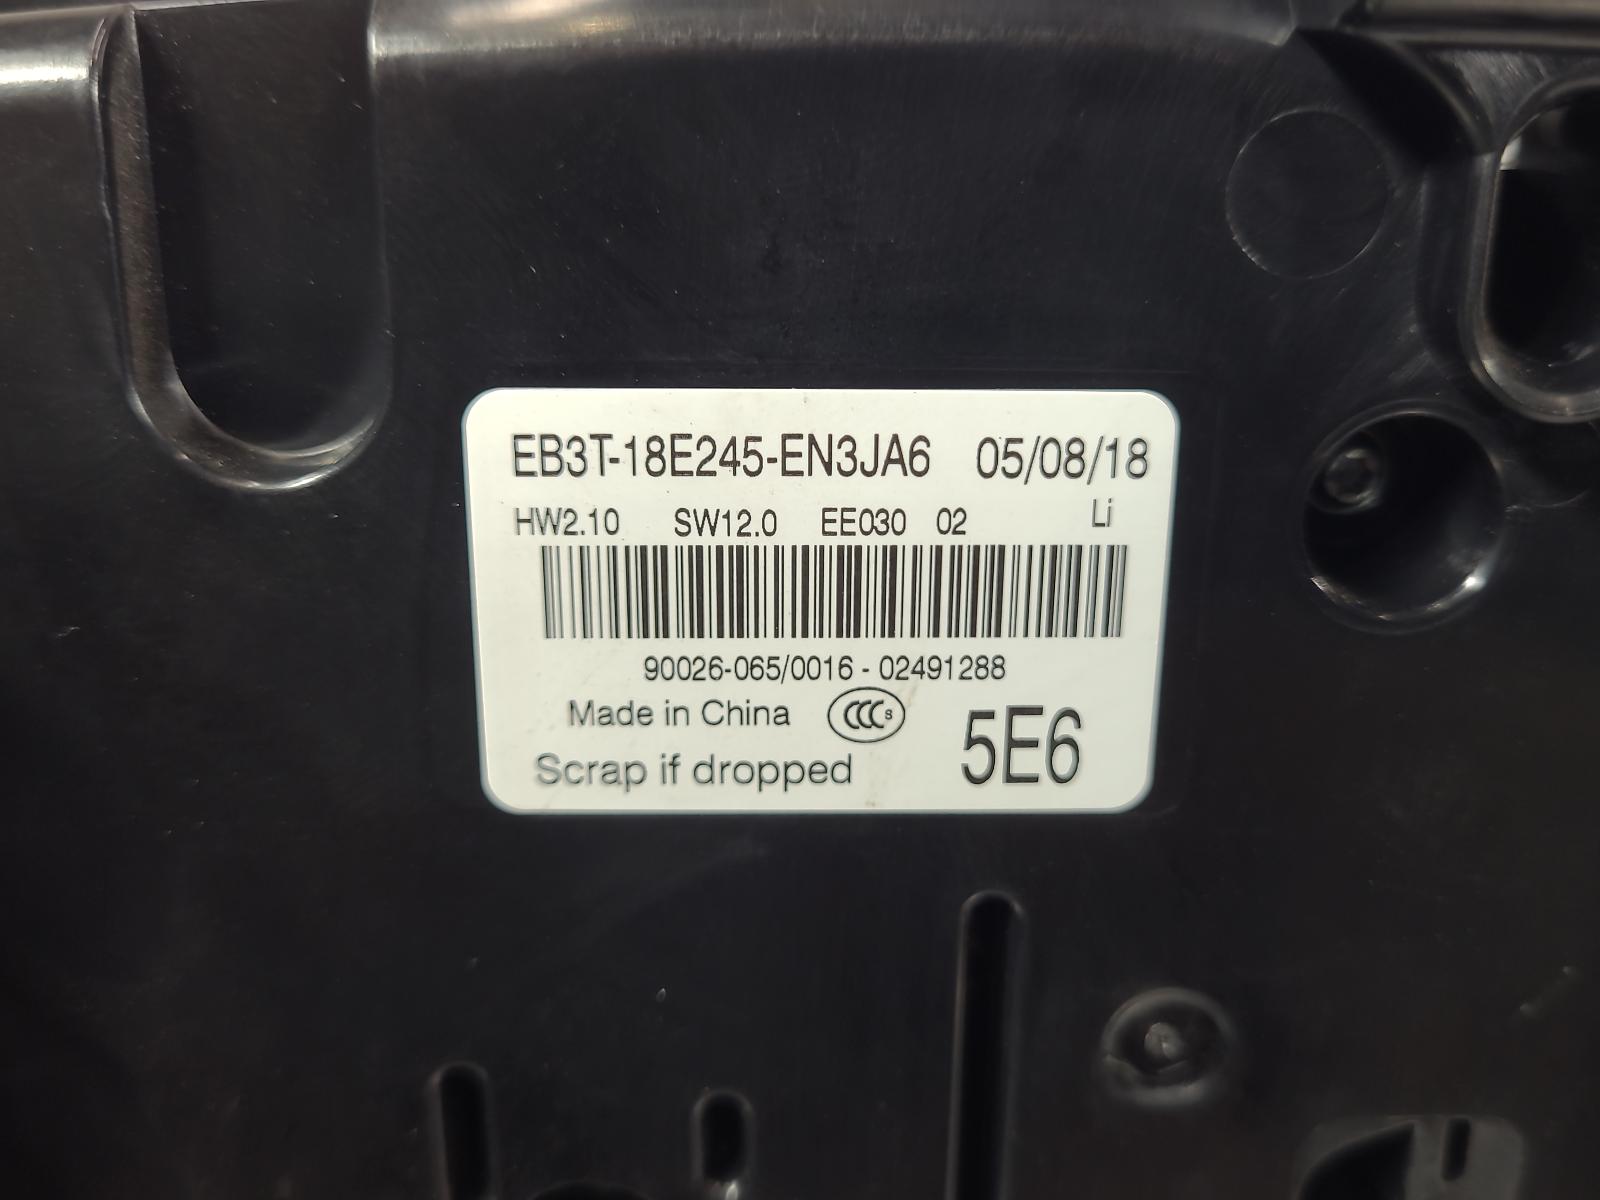 EB3T-18E245-EN3JA6 05/08/18
HW2.10 SW12.0 EE030 02 Li
90026-065/0016 - 02491288
Made in China CCC S
Scrap if dropped 5E6